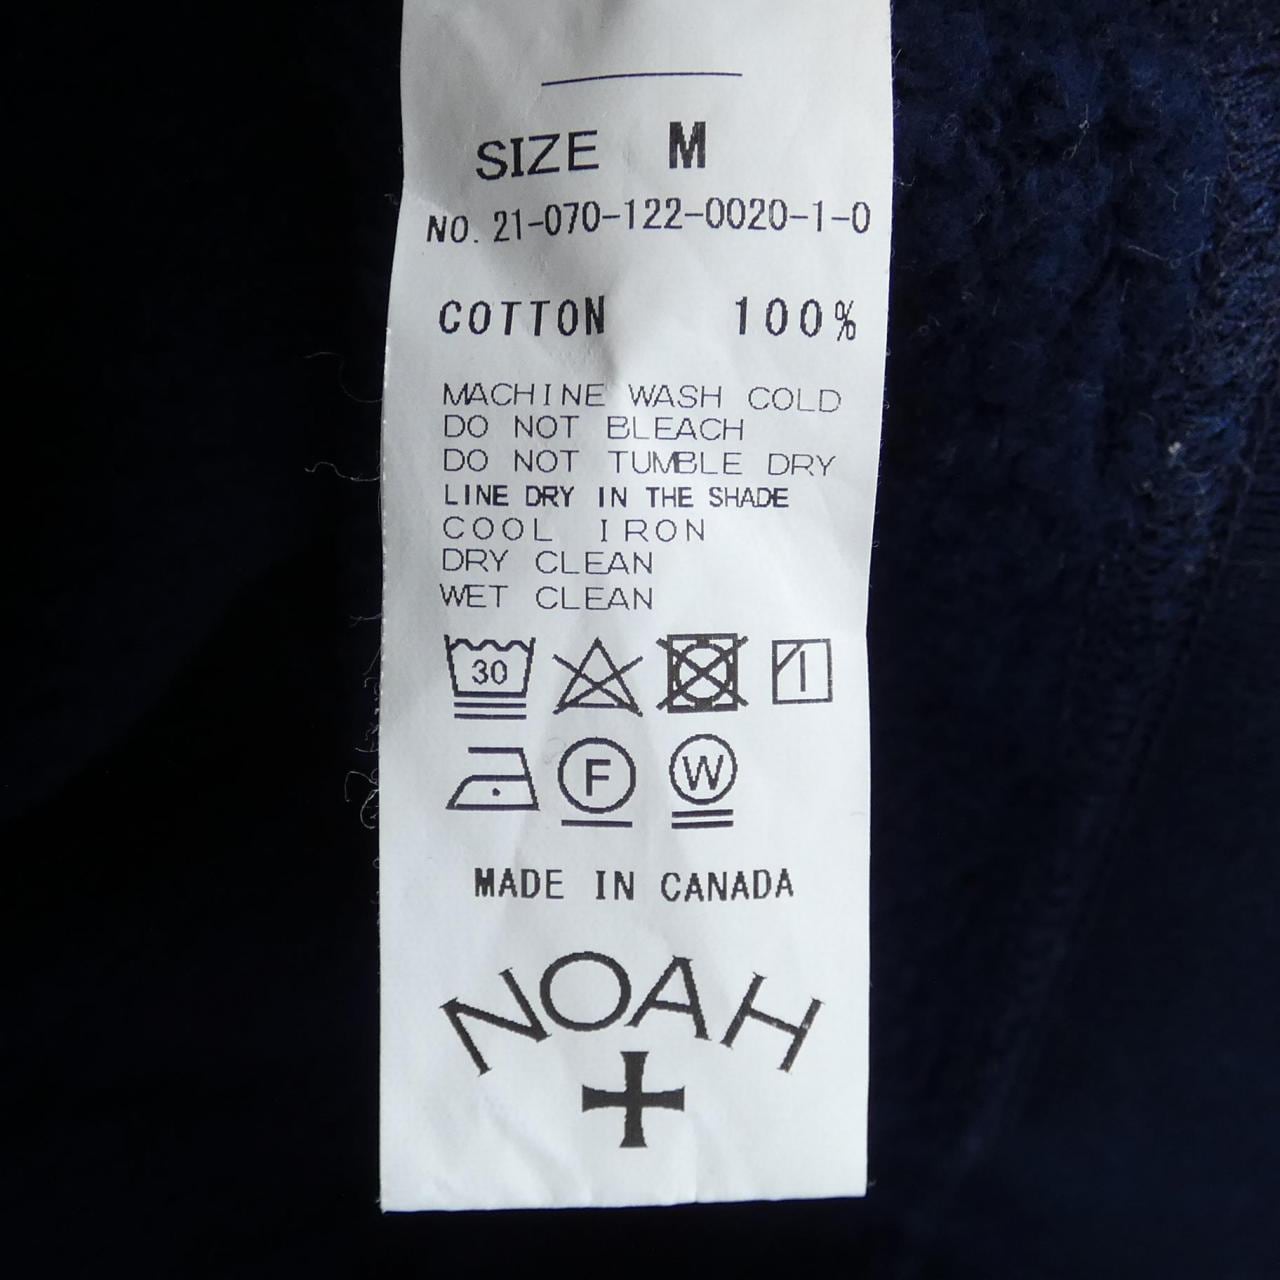 SIZE M
NO. 21-070-122-0020-1-0
COTTON 100%
MACHINE WASH COLD
DO NOT BLEACH
DO NOT TUMBLE DRY
LINE DRY IN THE SHADE
COOL IRON
DRY CLEAN
WET CLEAN
30
F W
MADE IN CANADA
NOAH